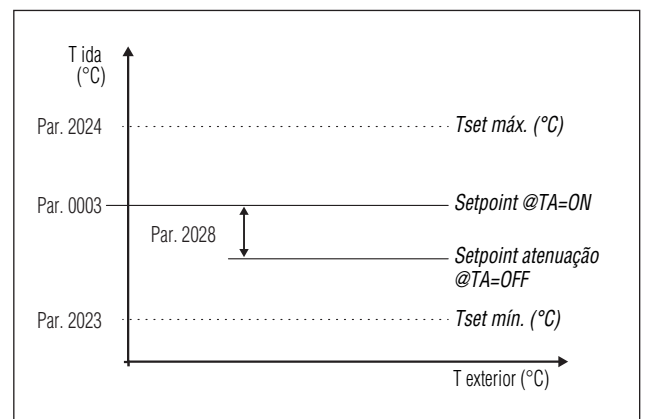 T ida
(°C)
Par. 2024
Tset máx. (°C)
Par. 0003
Setpoint @TA=ON
Par. 2028
Setpoint atenuação
@TA=OFF
Par. 2023
Tset mín. (°C)
T exterior (°C)